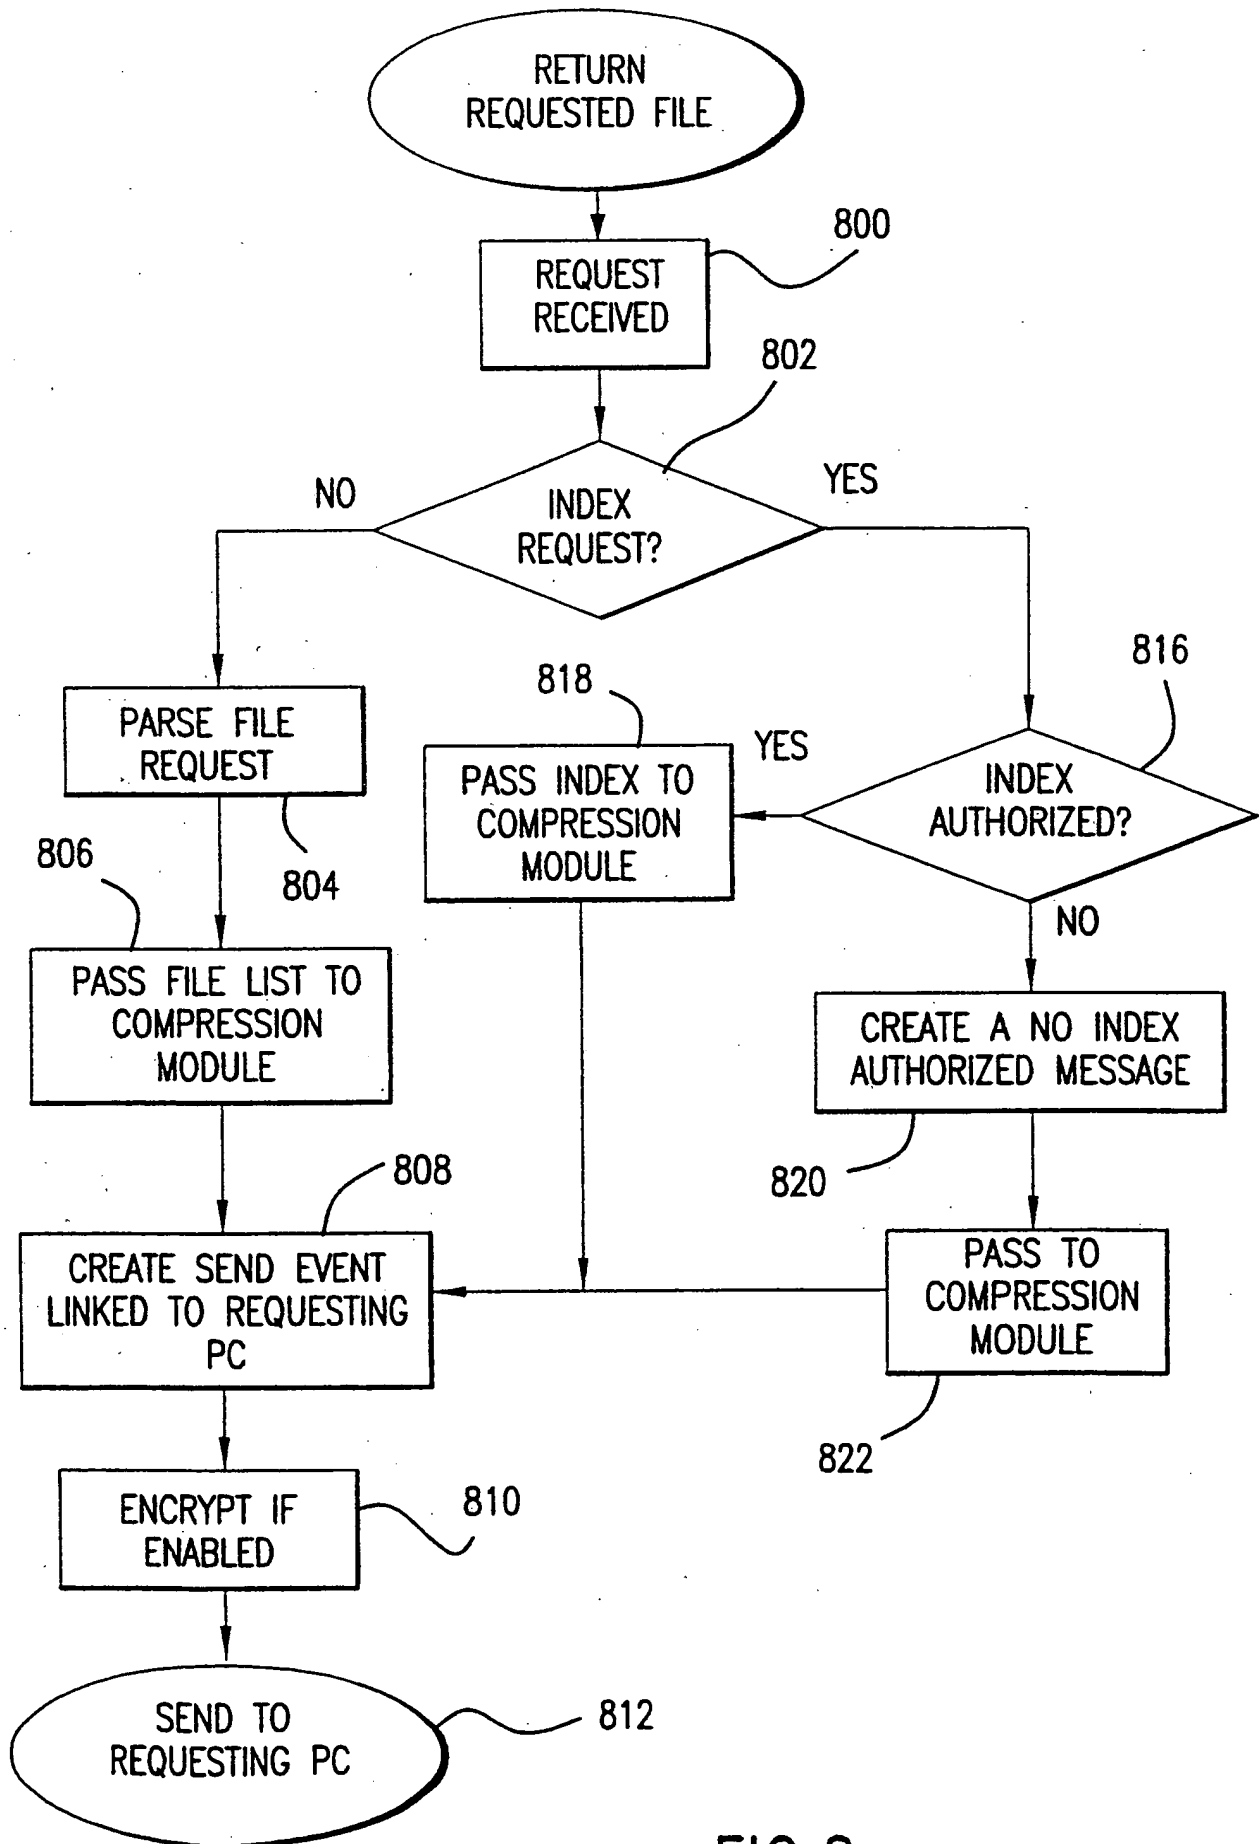 RETURN
REQUESTED FILE
800
REQUEST
RECEIVED
802
NO
YES
INDEX
REQUEST?
816
818
PARSE FILE
REQUEST
YES
PASS INDEX TO
COMPRESSION
MODULE
INDEX
AUTHORIZED?
806
804
NO
PASS FILE LIST TO
COMPRESSION
MODULE
CREATE A NO INDEX
AUTHORIZED MESSAGE
808
820
CREATE SEND EVENT
LINKED TO REQUESTING
PC
PASS TO
COMPRESSION
MODULE
822
ENCRYPT IF
ENABLED
810
SEND TO
REQUESTING PC
812